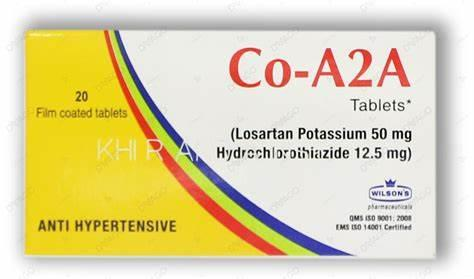 Co-A2A
Tablets*
20
Film coated tablets
(Losartan Potassium 50 mg
Hydrochlorothiazide 12.5 mg)
WILSON'S
pharmaceuticals
QMS ISO 9001; 2008
EMS ISO 14001 Certified
ANTI HYPERTENSIVE